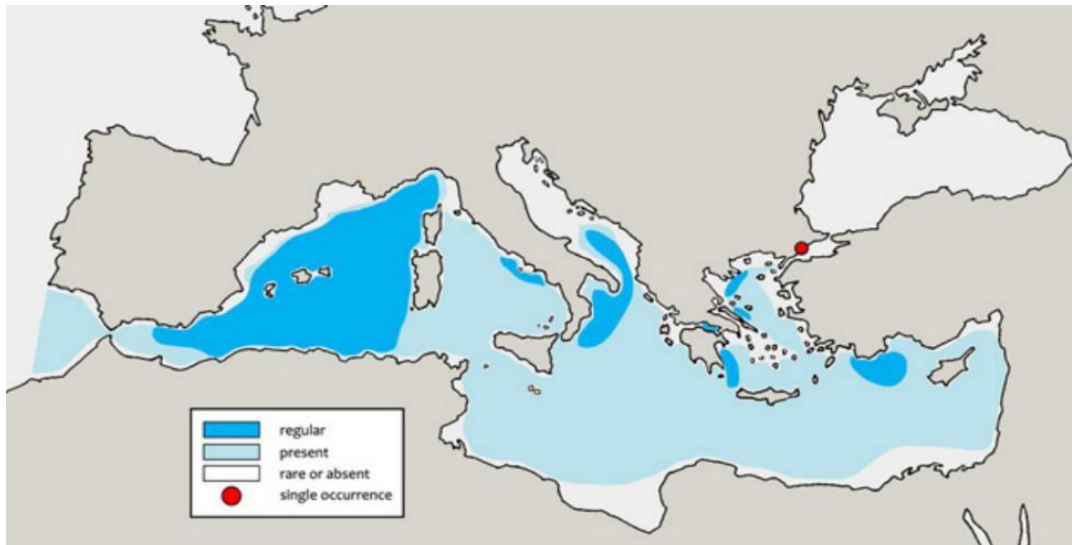 regular
present
rare or absent
single occurrence